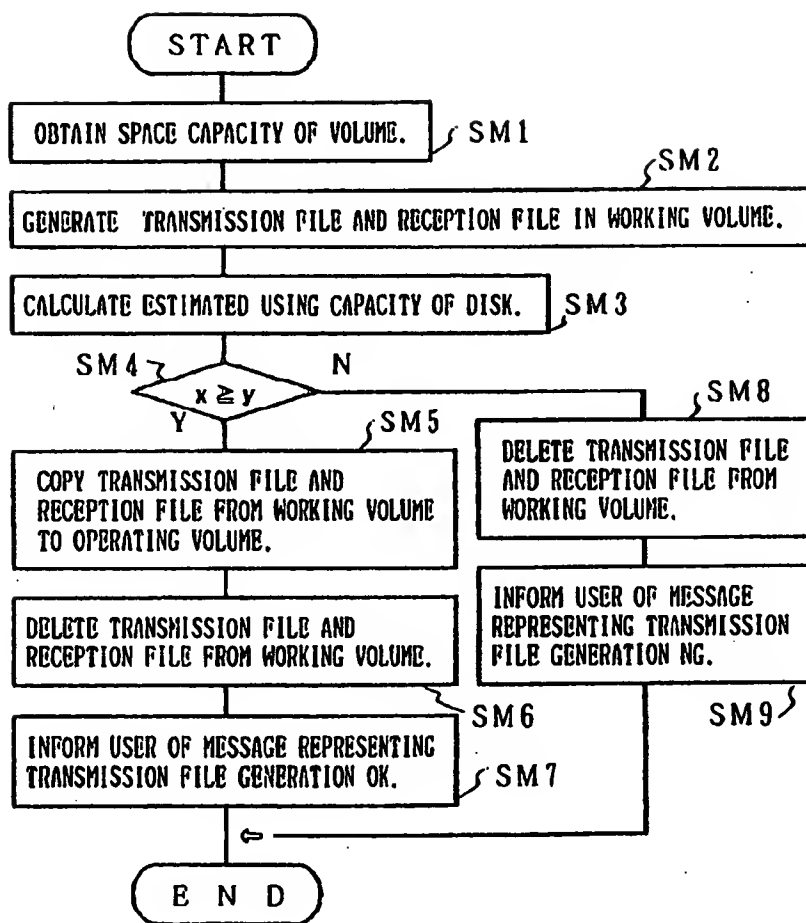 START
OBTAIN SPACE CAPACITY OF VOLUME.
SM1
SM2
GENERATE TRANSMISSION FILE AND RECEPTION FILE IN WORKING VOLUME.
CALCULATE ESTIMATED USING CAPACITY OF DISK.
SM3
SM4
N
x ≧ y
Y
SM5
COPY TRANSMISSION FILE AND
RECEPTION FILE FROM WORKING VOLUME
TO OPERATING VOLUME.
DELETE TRANSMISSION FILE AND
RECEPTION FILE FROM WORKING VOLUME.
SM6
INFORM USER OF MESSAGE REPRESENTING
TRANSMISSION FILE GENERATION OK.
SM7
SM8
DELETE TRANSMISSION FILE
AND RECEPTION FILE FROM
WORKING VOLUME.
INFORM USER OF MESSAGE
REPRESENTING TRANSMISSION
FILE GENERATION NG.
SM9
END